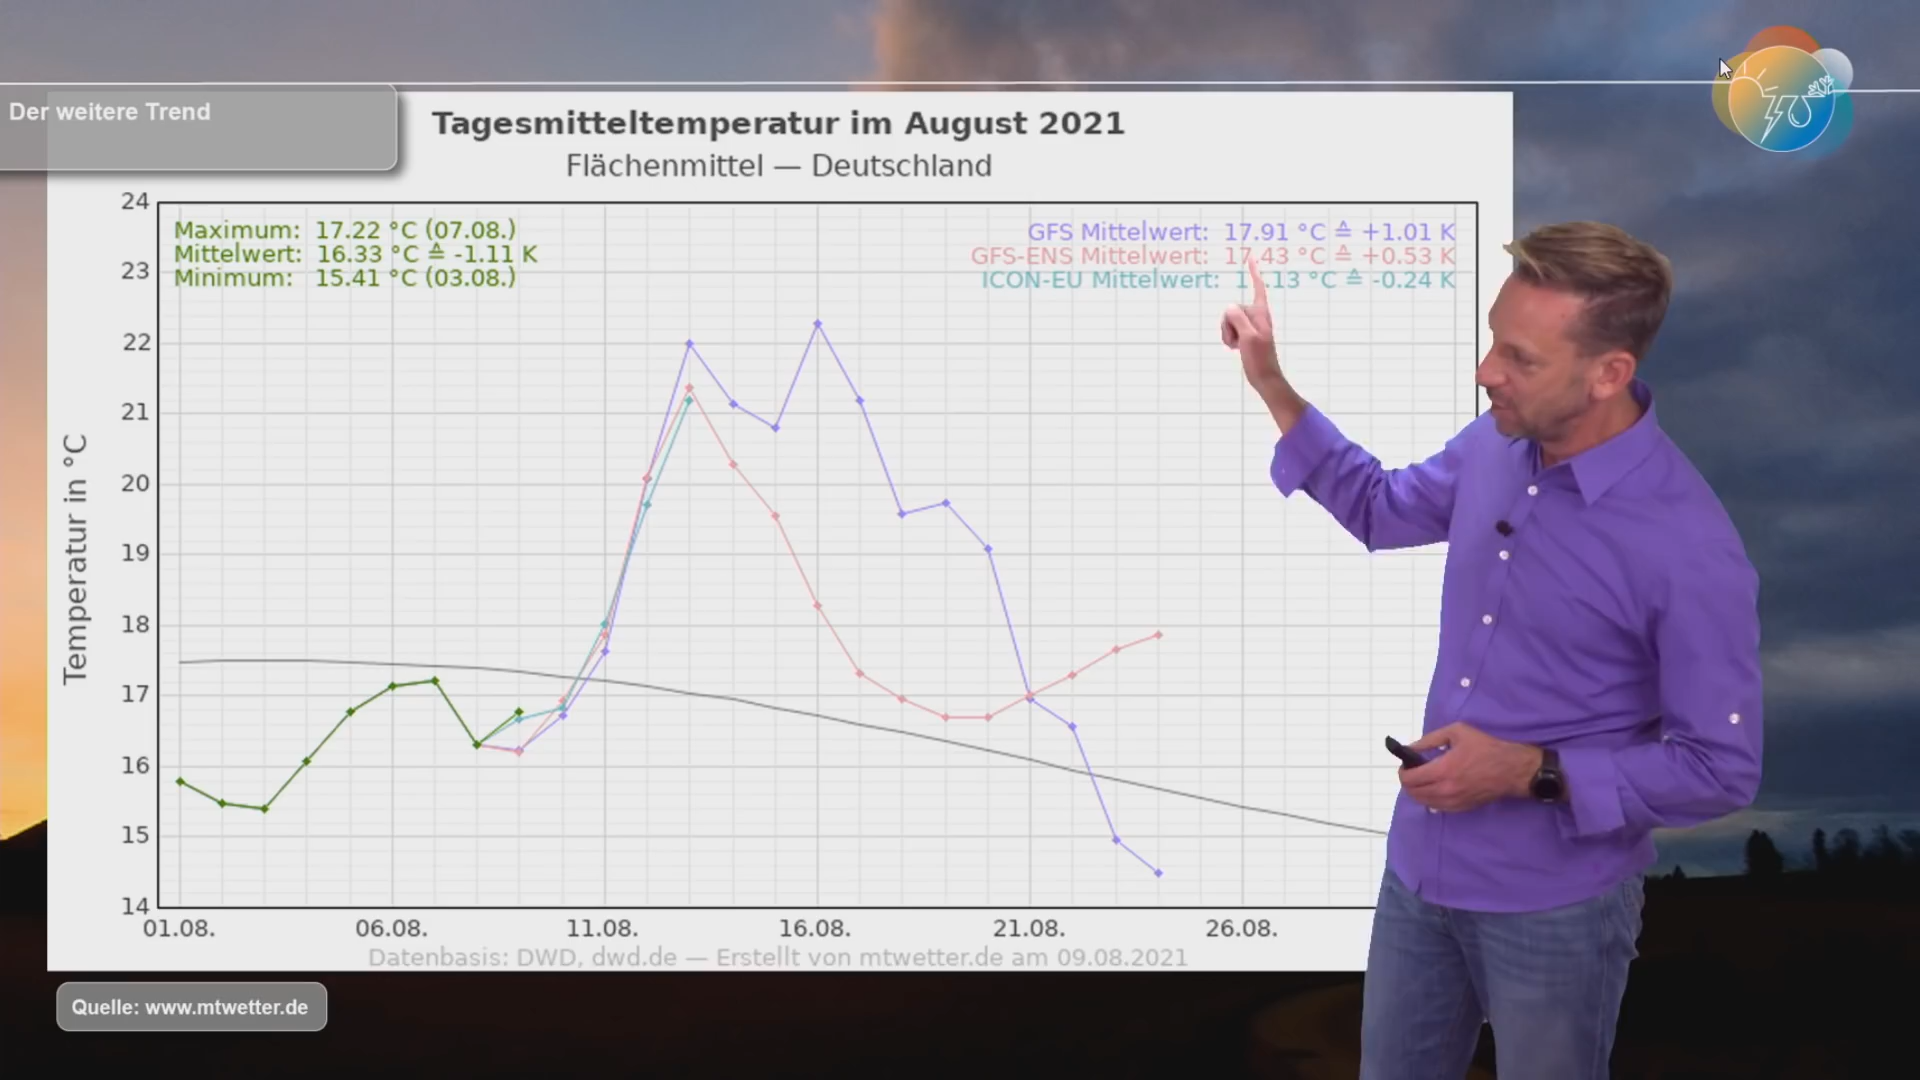 Der weitere Trend
Tagesmitteltemperatur im August 2021
Flächenmittel — Deutschland
Maximum: 17.22 °C (07.08.)
Mittelwert: 16.33 °C ≙ -1.11 K
Minimum: 15.41 °C (03.08.)
GFS Mittelwert: 17.91 °C ≙ +1.01 K
GFS-ENS Mittelwert: 17.43 °C ≙ +0.53 K
ICON-EU Mittelwert: °C ≙ -0.24 K
Temperatur in °C
24
23
22
21
20
19
18
17
16
15
14
01.08. 06.08. 11.08. 16.08. 21.08. 26.08.
Datenbasis: DWD, dwd.de — Erstellt von mtwetter.de am 09.08.2021
Quelle: www.mtwetter.de